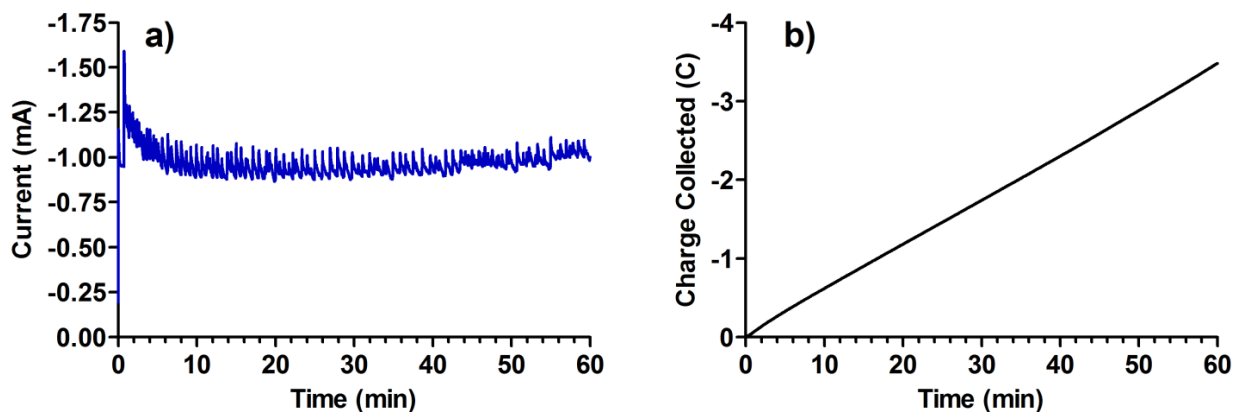 a)
Current (mA)
-1.75
-1.50
-1.25
-1.00
-0.75
-0.50
-0.25
0.00
0 10 20 30 40 50 60
Time (min)
b)
Charge Collected (C)
-4
-3
-2
-1
0
0 10 20 30 40 50 60
Time (min)